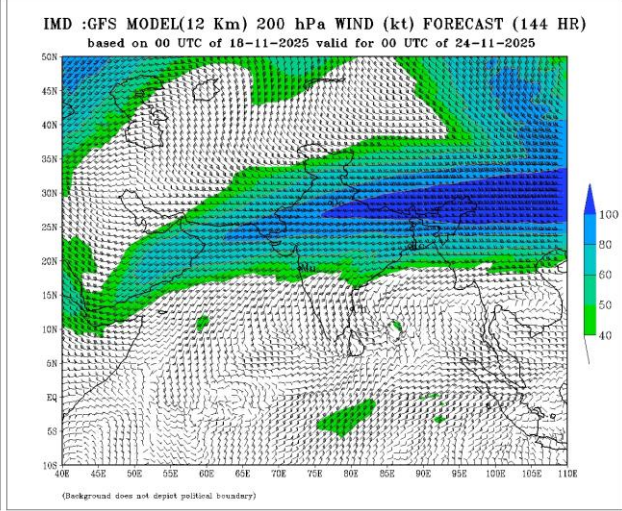 IMD :GFS MODEL(12 Km) 200 hPa WIND (kt) FORECAST (144 HR)
based on 00 UTC of 18-11-2025 valid for 00 UTC of 24-11-2025
50N
45N
40N
35N
30N
25N
20N
15N
10N
5N
EQ
5S
10S
Mu
100
80
60
50
40
40E 45E 50E 55E 60E 65E 70E 75E 80E 85E 90E 95E 100E 105E 110E
(Background does not depict political boundary)